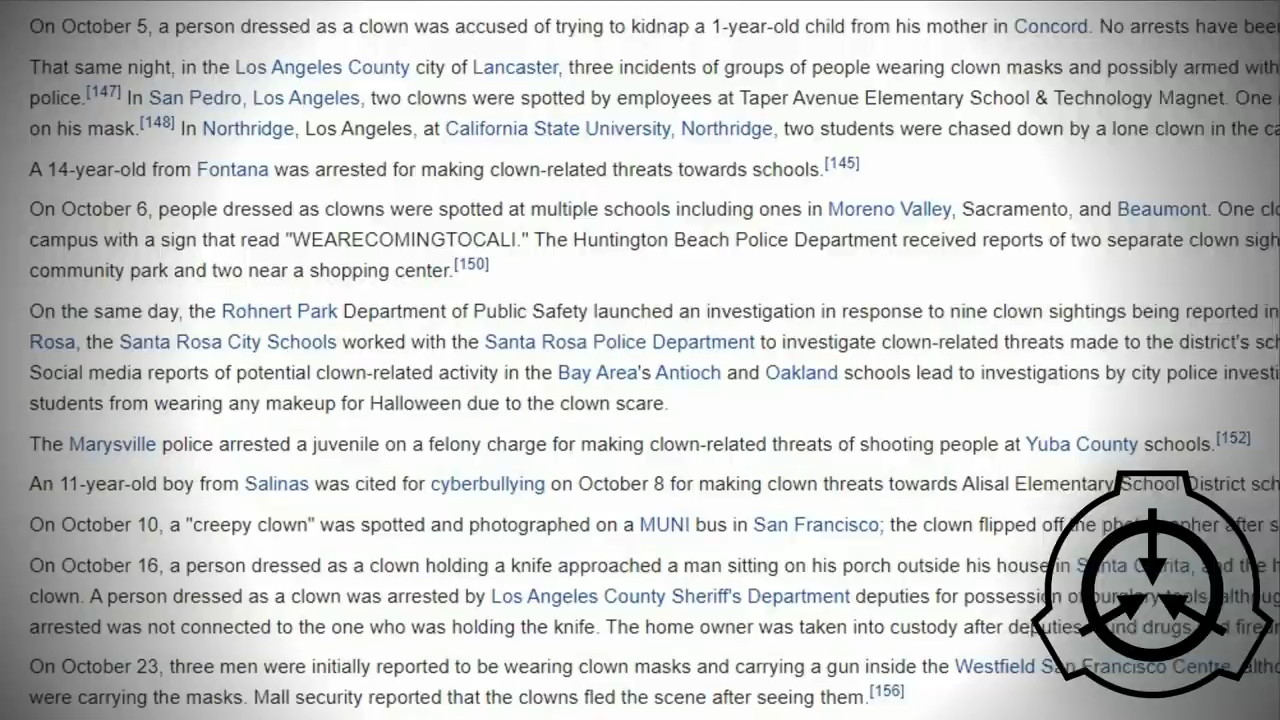 On October 5, a person dressed as a clown was accused of trying to kidnap a 1-year-old child from his mother in Concord. No arrests have been
That same night, in the Los Angeles County city of Lancaster, three incidents of groups of people wearing clown masks and possibly armed with
police.[147] In San Pedro, Los Angeles, two clowns were spotted by employees at Taper Avenue Elementary School & Technology Magnet. One
on his mask.[148] In Northridge, Los Angeles, at California State University, Northridge, two students were chased down by a lone clown in the
A 14-year-old from Fontana was arrested for making clown-related threats towards schools.[145]
On October 6, people dressed as clowns were spotted at multiple schools including ones in Moreno Valley, Sacramento, and Beaumont. One
campus with a sign that read "WEARECOMINGTOCALI." The Huntington Beach Police Department received reports of two separate clown
community park and two near a shopping center.[150]
On the same day, the Rohnert Park Department of Public Safety launched an investigation in response to nine clown sightings being reported in
Rosa, the Santa Rosa City Schools worked with the Santa Rosa Police Department to investigate clown-related threats made to the district's
Social media reports of potential clown-related activity in the Bay Area's Antioch and Oakland schools lead to investigations by city police
students from wearing any makeup for Halloween due to the clown scare.
The Marysville police arrested a juvenile on a felony charge for making clown-related threats of shooting people at Yuba County schools.[152]
An 11-year-old boy from Salinas was cited for cyberbullying on October 8 for making clown threats towards Alisal Elementary School District
On October 10, a "creepy clown" was spotted and photographed on a MUNI bus in San Francisco; the clown flipped off the photographer after
On October 16, a person dressed as a clown holding a knife approached a man sitting on his porch outside his house in Santa Clarita, and the
clown. A person dressed as a clown was arrested by Los Angeles County Sheriff's Department deputies for possession of burglary tools,
arrested was not connected to the one who was holding the knife. The home owner was taken into custody after deputies found drugs and
On October 23, three men were initially reported to be wearing clown masks and carrying a gun inside the Westfield San Francisco Centre,
were carrying the masks. Mall security reported that the clowns fled the scene after seeing them.[156]